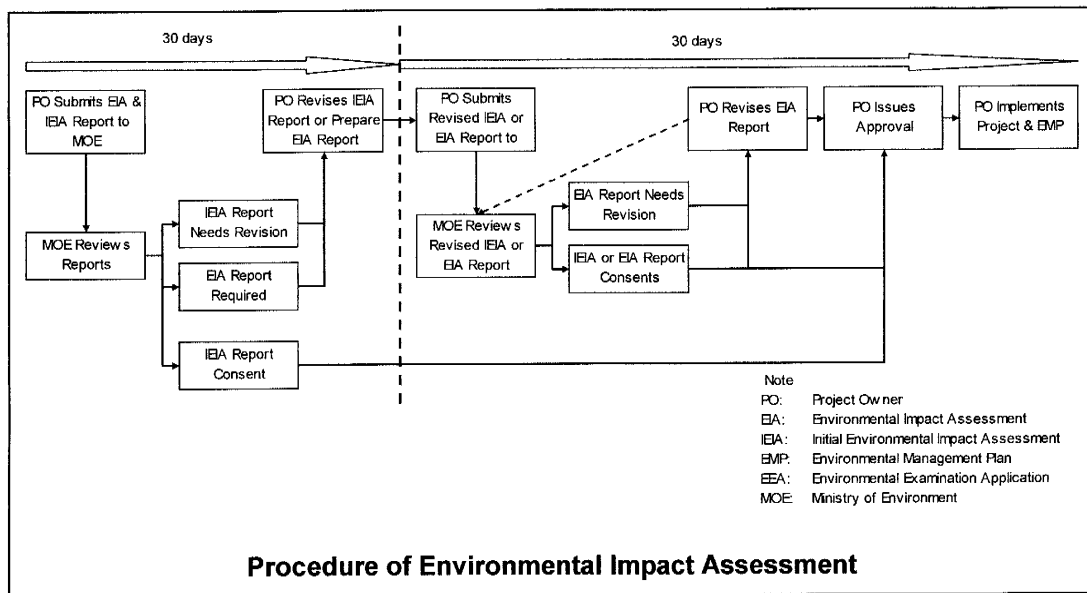 30 days
30 days
PO Submits EIA &
IEIA Report to
MOE
PO Revises IEIA
Report or Prepare
EIA Report
PO Submits
Revised IEIA or
EIA Report to
PO Revises EIA
Report
PO Issues
Approval
PO Implements
Project & EMP
MOE Review's
Reports
IEIA Report
Needs Revision
EIA Report
Required
IEIA Report
Consent
MOE Review's
Revised IEIA or
EIA Report
EIA Report Needs
Revision
IEIA or EIA Report
Consents
Note
PO: Project Owner
EIA: Environmental Impact Assessment
IEIA: Initial Environmental Impact Assessment
EMP: Environmental Management Plan
EEA: Environmental Examination Application
MOE: Ministry of Environment
Procedure of Environmental Impact Assessment